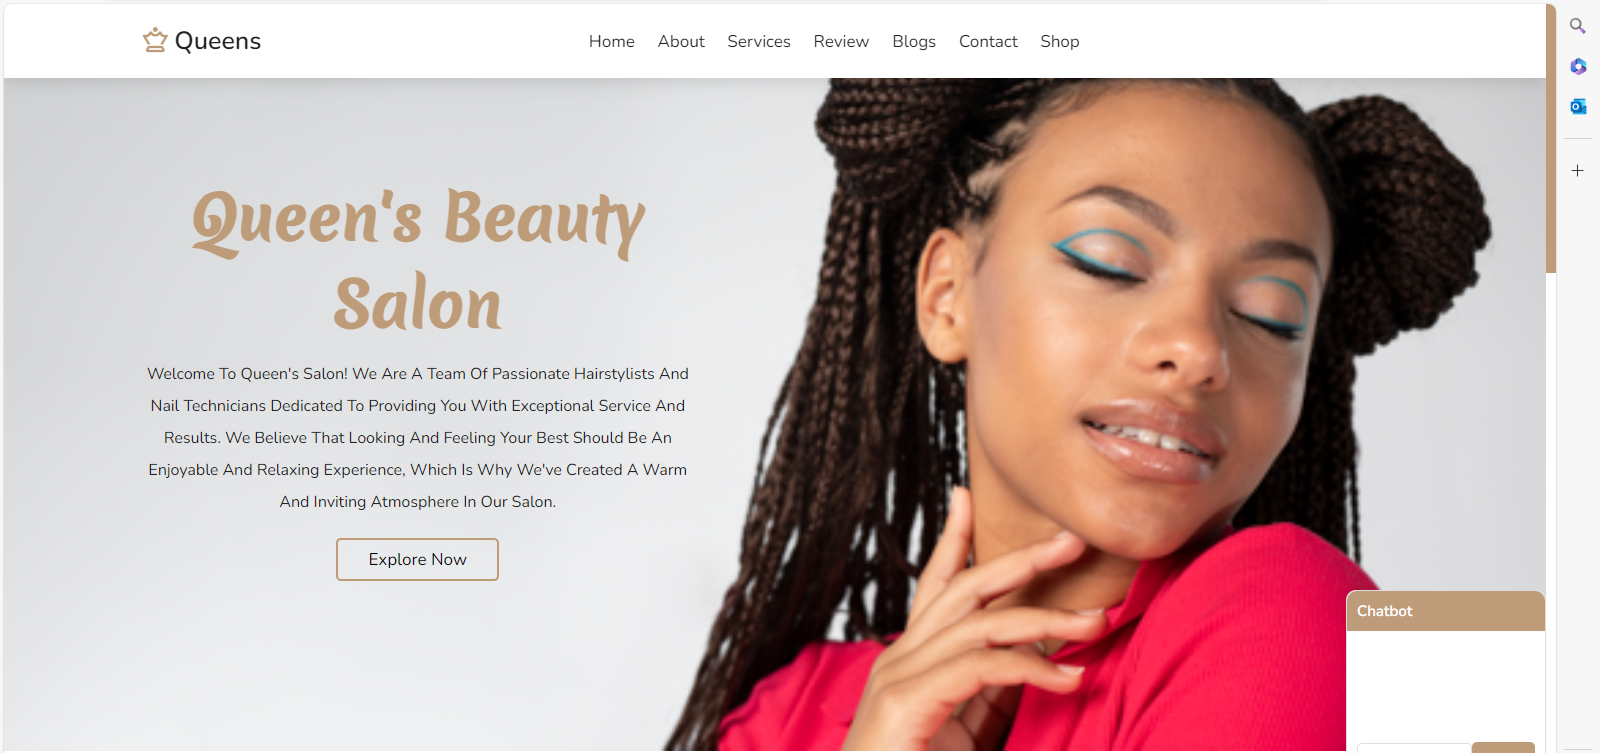 Queens
Home About Services Review Blogs Contact Shop
Queen's Beauty
Salon
Welcome To Queen's Salon! We Are A Team Of Passionate Hairstylists And
Nail Technicians Dedicated To Providing You With Exceptional Service And
Results. We Believe That Looking And Feeling Your Best Should Be An
Enjoyable And Relaxing Experience, Which Is Why We've Created A Warm
And Inviting Atmosphere In Our Salon.
Explore Now
Chatbot